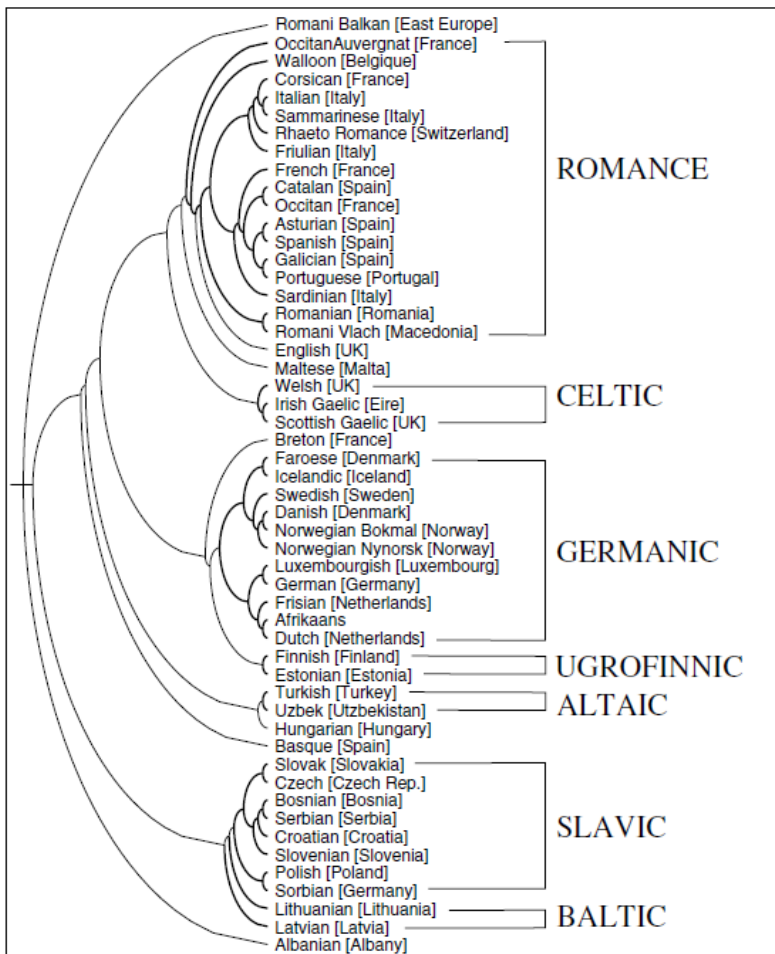 Romani Balkan [East Europe]
OccitanAuvergnat [France]
Walloon [Belgique]
Corsican [France]
Italian [Italy]
Sammarinese [Italy]
Rhaeto Romance [Switzerland]
Friulian [Italy]
French [France]
Catalan [Spain]
Occitan [France]
Asturian [Spain]
Spanish [Spain]
Galician [Spain]
Portuguese [Portugal]
Sardinian [Italy]
Romanian [Romania]
Romani Vlach [Macedonia]
English [UK]
Maltese [Malta]
Welsh [UK]
Irish Gaelic [Eire]
Scottish Gaelic [UK]
Breton [France]
Faroese [Denmark]
Icelandic [Iceland]
Swedish [Sweden]
Danish [Denmark]
Norwegian Bokmal [Norway]
Norwegian Nynorsk [Norway]
Luxembourgish [Luxembourg]
German [Germany]
Frisian [Netherlands]
Afrikaans
Dutch [Netherlands]
Finnish [Finland]
Estonian [Estonia]
Turkish [Turkey]
Uzbek [Utzbekistan]
Hungarian [Hungary]
Basque [Spain]
Slovak [Slovakia]
Czech [Czech Rep.]
Bosnian [Bosnia]
Serbian [Serbia]
Croatian [Croatia]
Slovenian [Slovenia]
Polish [Poland]
Sorbian [Germany]
Lithuanian [Lithuania]
Latvian [Latvia]
Albanian [Albany]
ROMANCE
CELTIC
GERMANIC
UGROFINNIC
ALTAIC
SLAVIC
BALTIC